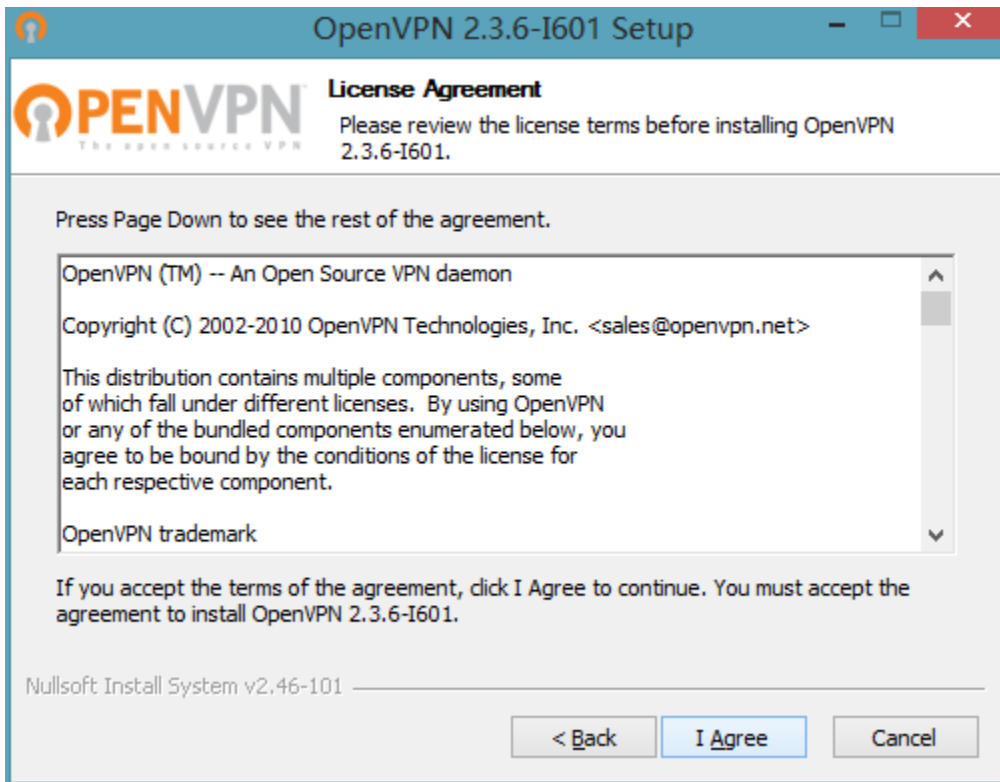 OpenVPN 2.3.6-I601 Setup
OPENVPN
The open source VPN
License Agreement
Please review the license terms before installing OpenVPN
2.3.6-I601.
Press Page Down to see the rest of the agreement.
OpenVPN (TM) -- An Open Source VPN daemon
Copyright (C) 2002-2010 OpenVPN Technologies, Inc. <sales@openvpn.net>
This distribution contains multiple components, some
of which fall under different licenses.  By using OpenVPN
or any of the bundled components enumerated below, you
agree to be bound by the conditions of the license for
each respective component.
OpenVPN trademark
If you accept the terms of the agreement, click I Agree to continue. You must accept the
agreement to install OpenVPN 2.3.6-I601.
Nullsoft Install System v2.46-101
< Back
I Agree
Cancel